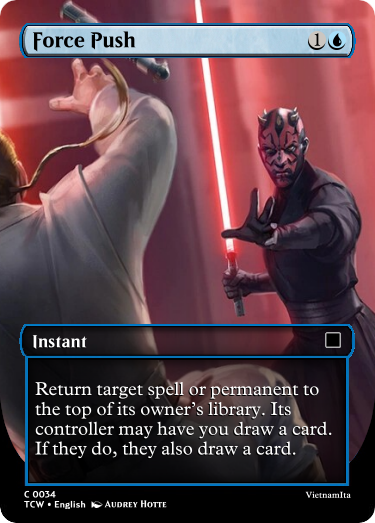 Force Push 1
Instant
Return target spell or permanent to
the top of its owner's library. Its
controller may have you draw a card.
If they do, they also draw a card.
C 0034
TCW • English Audrey Hotte VietnamIta